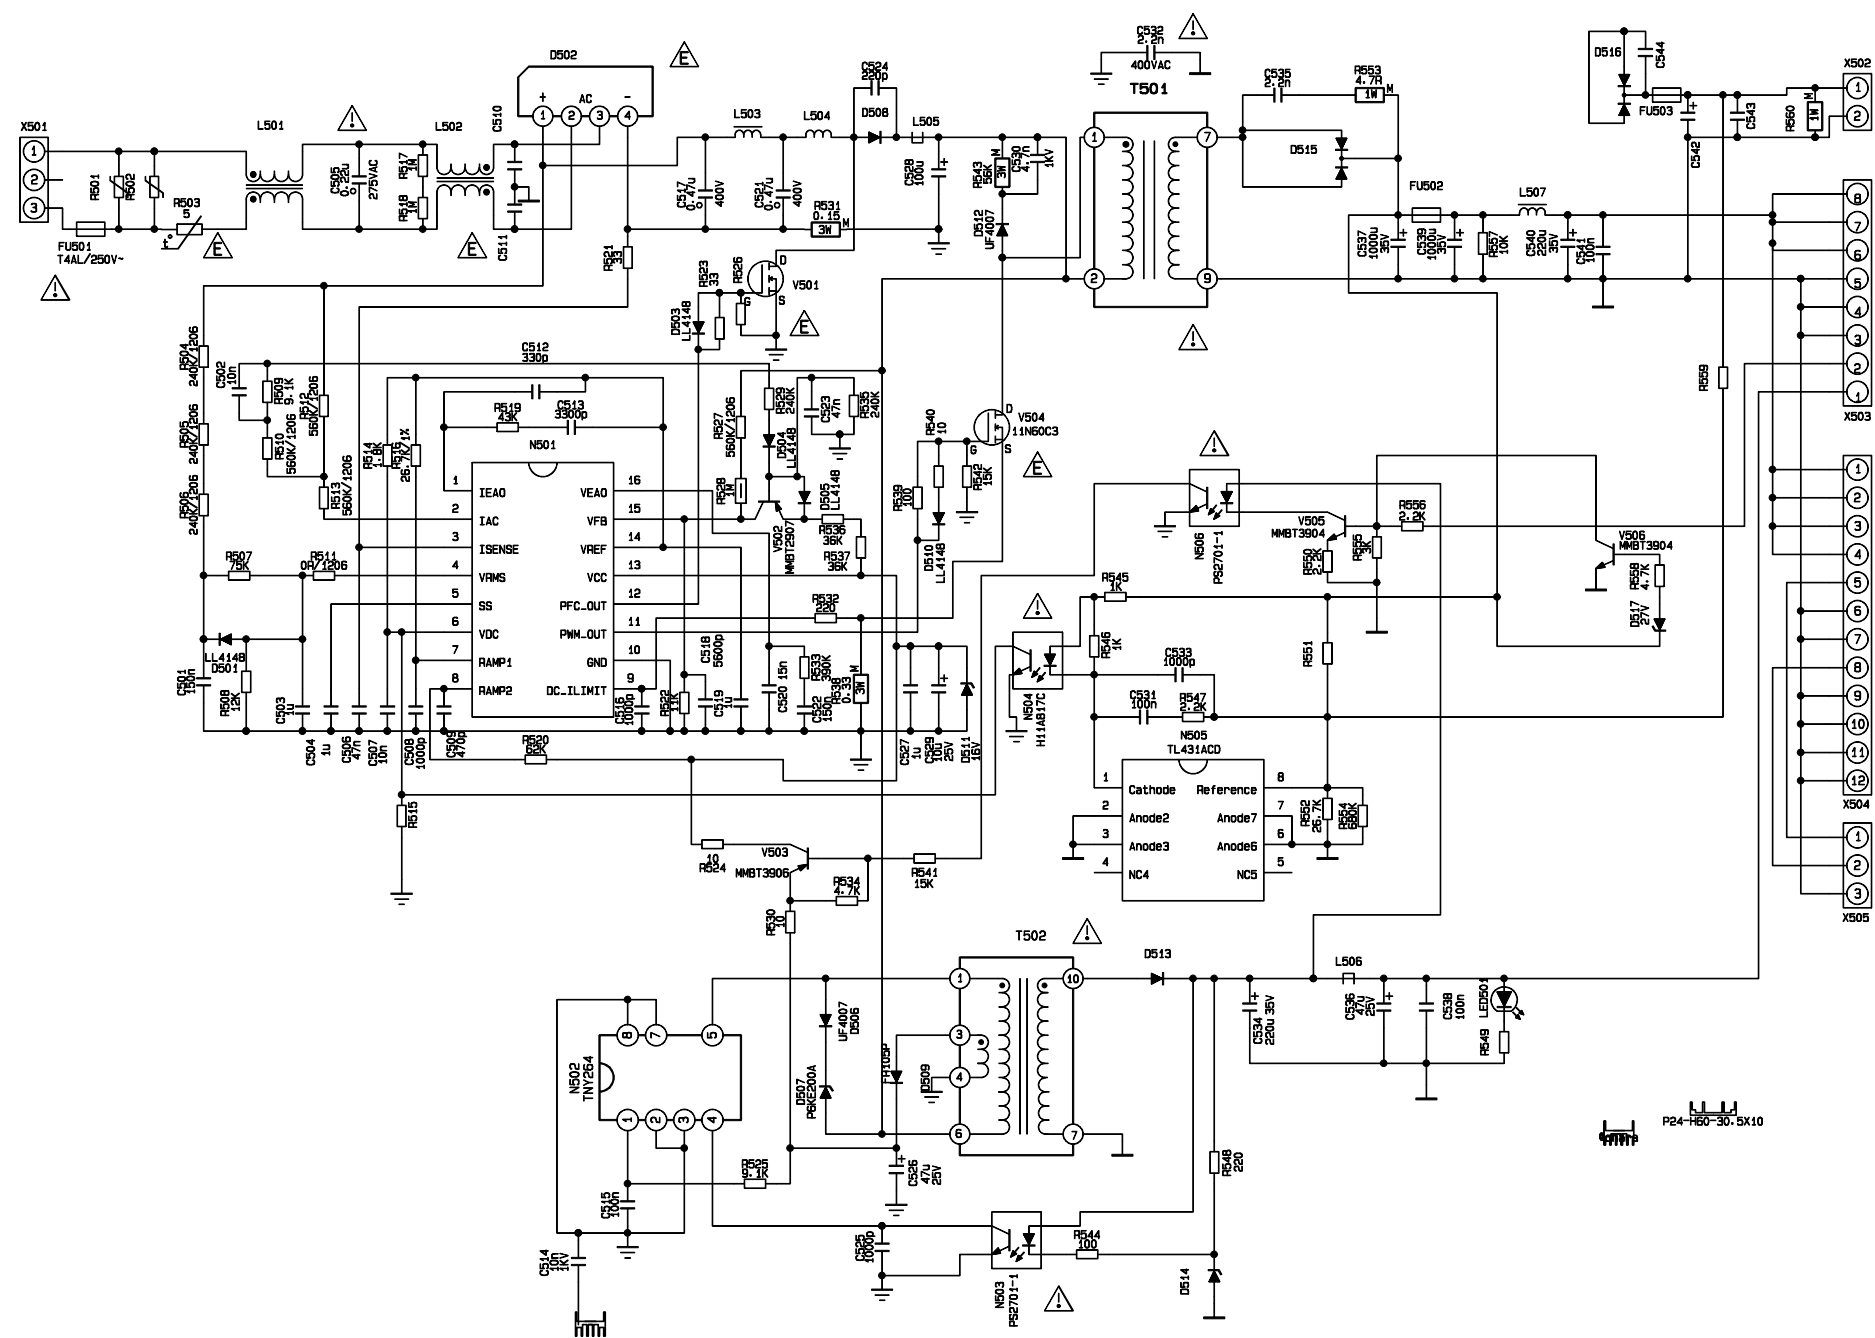 C532
2.2n
400VAC
T501
D502
E
AC
+
-
1
2
3
4
C510
C511
X501
1
2
3
L501
L502
R501
R502
R503
5
t°
E
FU501
T4AL/250V~
C505
0.22u
275VAC
R517
1M
R518
1M
E
R521
33
C517
0.47u
400V
L503
L504
C521
0.47u
400V
R531
0.15
3W
M
C524
220p
D508
L505
C528
100u
R543
56K
3W
M
C530
4.7n
1KV
D512
UF4007
1
2
7
9
C535
2.2n
R553
4.7R
1W
M
D515
D516
C544
FU503
C542
C543
R560
1W
M
X502
1
2
FU502
L507
C537
1000u
35V
C539
1000u
35V
R557
10K
C540
220u
35V
C541
100n
8
7
6
5
4
3
2
1
X503
R559
R523
33
R526
D503
LL4148
G
D
S
V501
E
R504
240K/1206
R505
240K/1206
R506
240K/1206
C502
10n
R509
9.1K
R510
560K/1206
R512
560K/1206
R513
560K/1206
R514
1.8K
26.7K/1%
C512
330p
R519
43K
C513
3300p
N501
1 IEAO
2 IAC
3 ISENSE
4 VRMS
5 SS
6 VDC
7 RAMP1
8 RAMP2
16 VEAO
15 VFB
14 VREF
13 VCC
12 PFC_OUT
11 PWM_OUT
10 GND
9 DC_ILIMIT
R527
560K/1206
R528
1M
R529
240K
D504
LL4148
C523
47n
R535
240K
D505
LL4148
V502
MMBT2907
R536
36K
R537
36K
R540
10
R539
100
D510
LL4148
R542
15K
G
D
S
V504
11N60C3
E
R532
220
R507
75K
R511
0R/1206
LL4148
D501
C501
150n
R508
12K
C503
1u
C504
1u
C506
47n
C507
10n
C508
1000p
C509
470p
R520
R515
C516
1000p
R522
11K
C518
5600p
C519
1u
C520 15n
R533
390K
C522
150n
R538
0.33
3W
M
C527
1u
C529
10u
25V
D511
16V
N506
PS2701-1
V505
MMBT3904
R550
2.2K
R555
3K
R556
2.2K
V506
MMBT3904
R558
4.7K
D517
27V
R545
1K
R546
1K
N504
H11A817C
C533
1000p
C531
100n
R547
2.2K
R551
N505
TL431ACD
1 Cathode
2 Anode2
3 Anode3
4 NC4
8 Reference
7 Anode7
6 Anode6
5 NC5
R552
26.7K
R554
680K
1
2
3
4
5
6
7
8
9
10
11
12
X504
1
2
3
X505
10
R524
V503
MMBT3906
R541
15K
R534
4.7K
R530
10
T502
1
3
4
6
10
7
D513
L506
C534
220u 35V
C536
47u
25V
C538
100n
LED501
R549
N502
TNY264
8
7
5
1
2
3
4
UF4007
D506
D507
P6KE200A
D509
C526
47u
25V
R525
9.1K
C515
100n
C514
10n
1KV
C525
1000p
N503
PS2701-1
R544
100
R548
220
D514
P24-H60-30.5X10